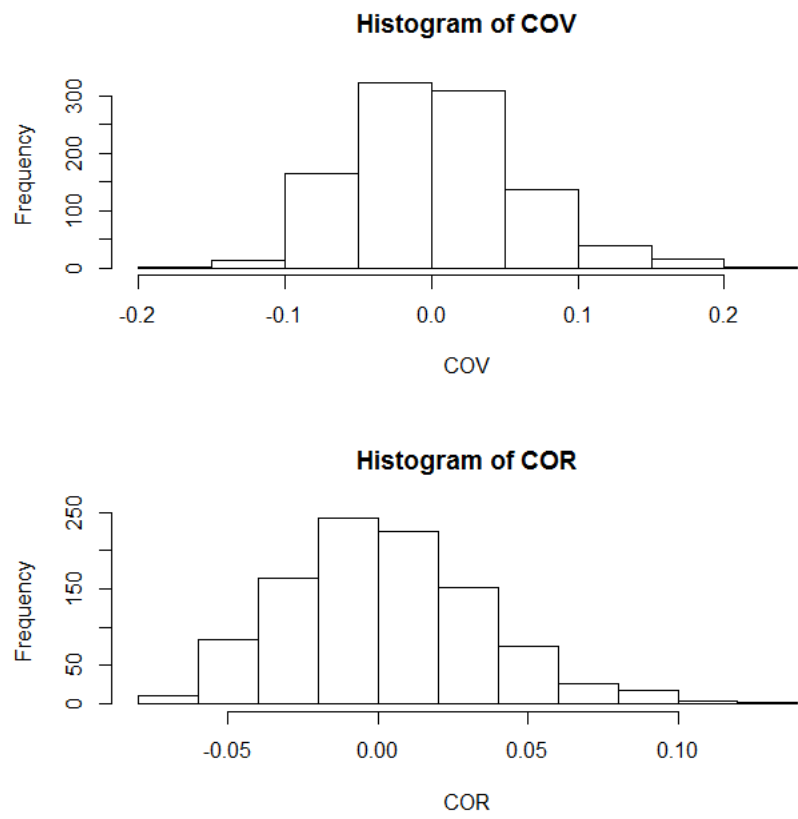 Histogram of COV
Frequency
300
200
100
0
-0.2 -0.1 0.0 0.1 0.2
COV
Histogram of COR
Frequency
250
150
50
0
-0.05 0.00 0.05 0.10
COR